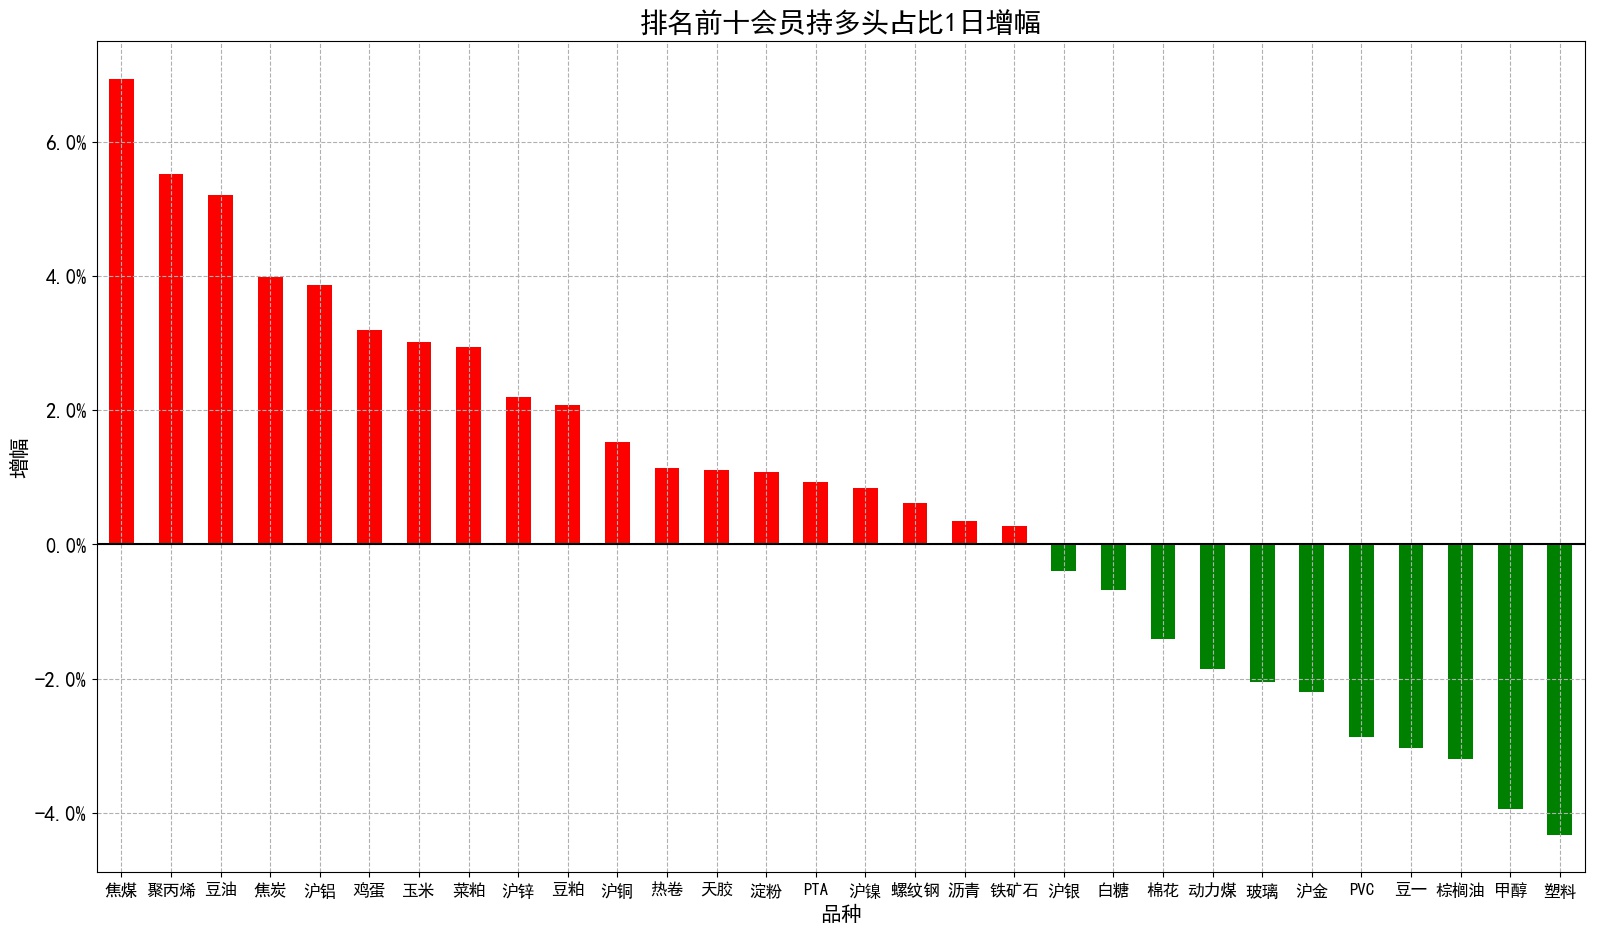 排名前十会员持多头占比1日增幅
增幅
6.0%
4.0%
2.0%
0.0%
−2.0%
−4.0%
焦煤 聚丙烯 豆油 焦炭 沪铝 鸡蛋 玉米 菜粕 沪锌 豆粕 沪铜 热卷 天胶 淀粉 PTA 沪镍 螺纹钢 沥青 铁矿石 沪银 白糖 棉花 动力煤 玻璃 沪金 PVC 豆一 棕榈油 甲醇 塑料
品种